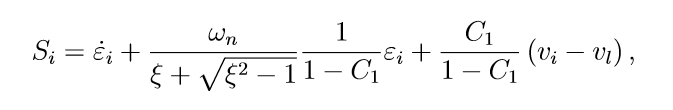 $S_i = \dot{\varepsilon}_i + \frac{\omega_n}{\xi + \sqrt{\xi^2 - 1}} \frac{1}{1 - C_1} \varepsilon_i + \frac{C_1}{1 - C_1} (v_i - v_l),$